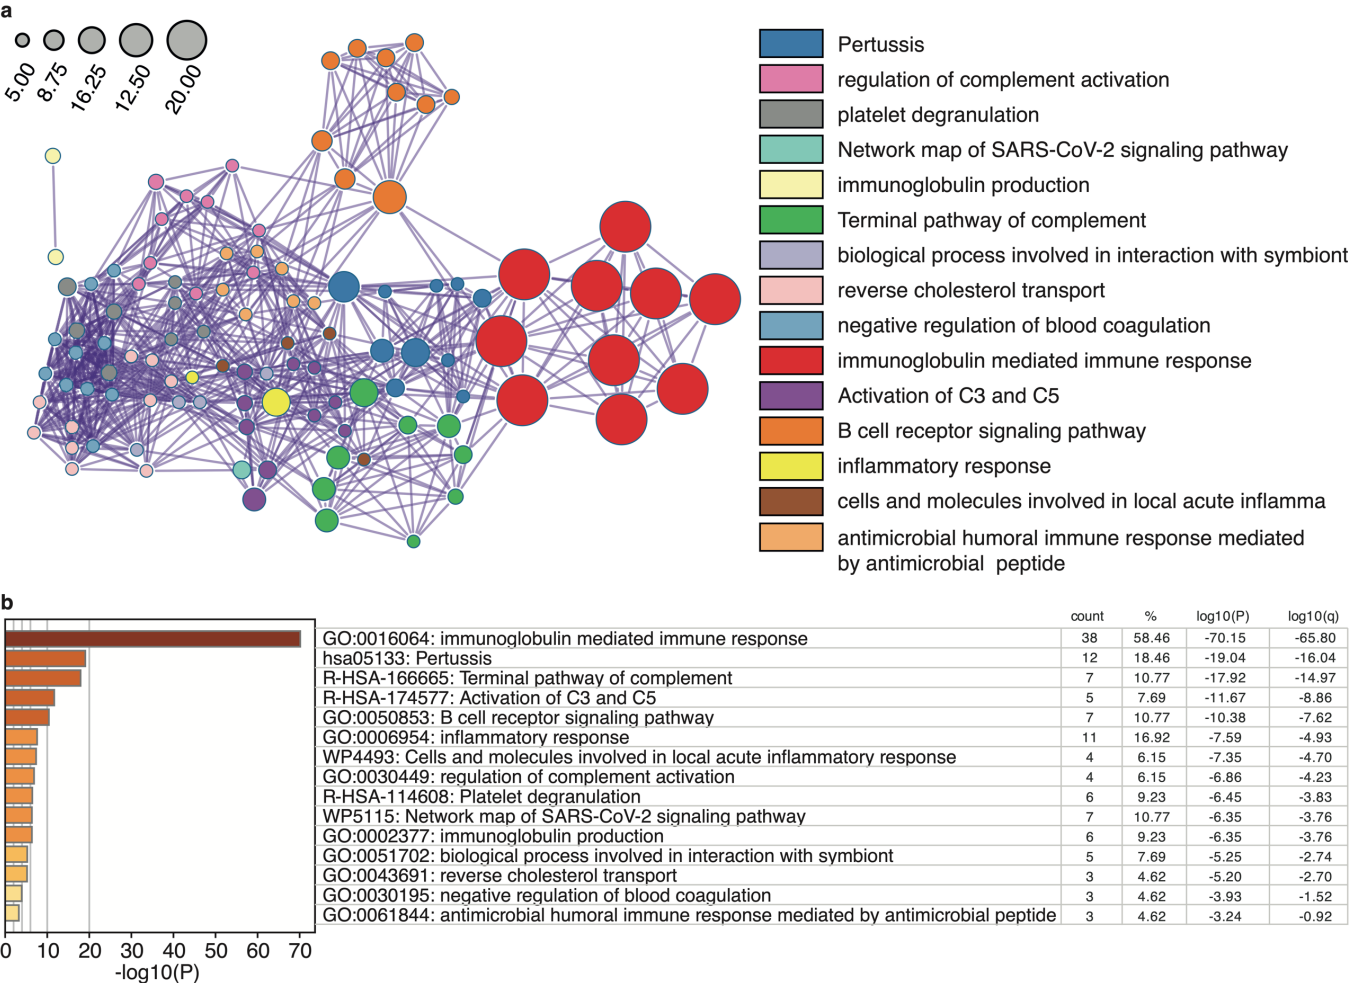 a
5.00
8.75
16.25
12.50
20.00
Pertussis
regulation of complement activation
platelet degranulation
Network map of SARS-CoV-2 signaling pathway
immunoglobulin production
Terminal pathway of complement
biological process involved in interaction with symbiont
reverse cholesterol transport
negative regulation of blood coagulation
immunoglobulin mediated immune response
Activation of C3 and C5
B cell receptor signaling pathway
inflammatory response
cells and molecules involved in local acute inflamma
antimicrobial humoral immune response mediated
by antimicrobial peptide
b
count % log10(P) log10(q)
GO:0016064: immunoglobulin mediated immune response 38 58.46 -70.15 -65.80
hsa05133: Pertussis 12 18.46 -19.04 -16.04
R-HSA-166665: Terminal pathway of complement 7 10.77 -17.92 -14.97
R-HSA-174577: Activation of C3 and C5 5 7.69 -11.67 -8.86
GO:0050853: B cell receptor signaling pathway 7 10.77 -10.38 -7.62
GO:0006954: inflammatory response 11 16.92 -7.59 -4.93
WP4493: Cells and molecules involved in local acute inflammatory response 4 6.15 -7.35 -4.70
GO:0030449: regulation of complement activation 4 6.15 -6.86 -4.23
R-HSA-114608: Platelet degranulation 6 9.23 -6.45 -3.83
WP5115: Network map of SARS-CoV-2 signaling pathway 7 10.77 -6.35 -3.76
GO:0002377: immunoglobulin production 6 9.23 -6.35 -3.76
GO:0051702: biological process involved in interaction with symbiont 5 7.69 -5.25 -2.74
GO:0043691: reverse cholesterol transport 3 4.62 -5.20 -2.70
GO:0030195: negative regulation of blood coagulation 3 4.62 -3.93 -1.52
GO:0061844: antimicrobial humoral immune response mediated by antimicrobial peptide 3 4.62 -3.24 -0.92
0 10 20 30 40 50 60 70
-log10(P)